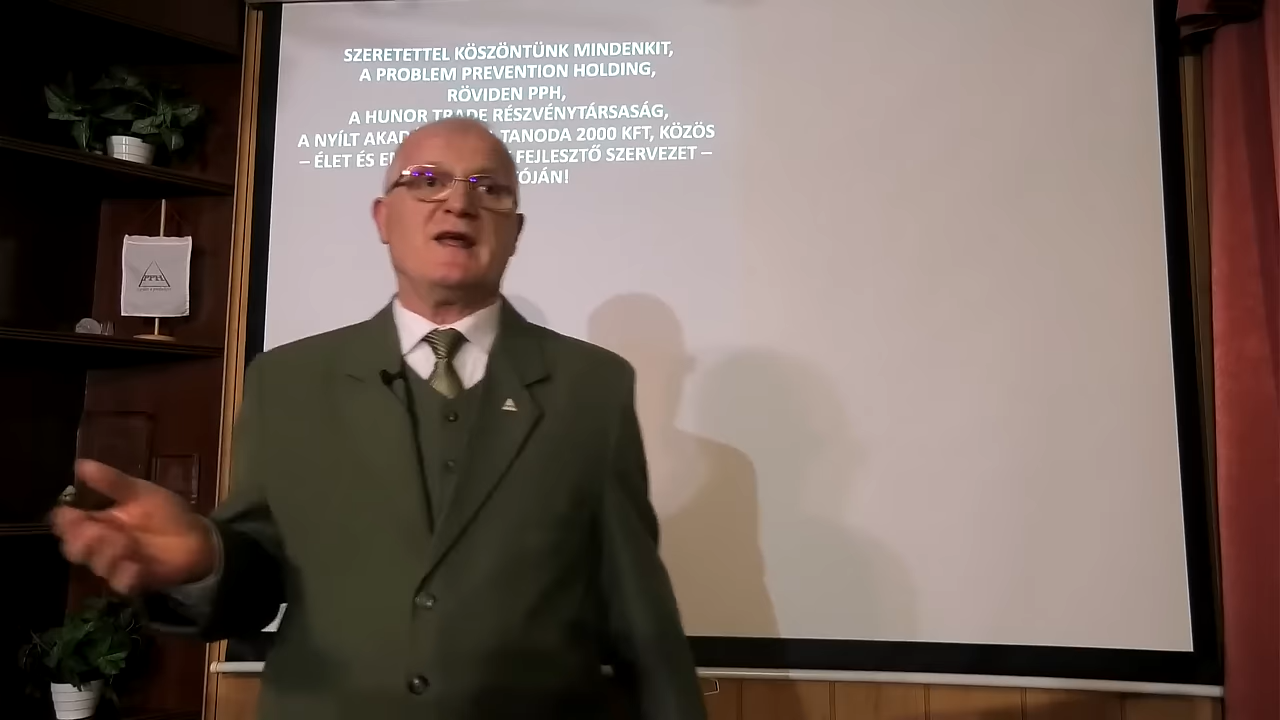 SZERETETTEL KÖSZÖNTÜNK MINDENKIT,
A PROBLEM PREVENTION HOLDING,
RÖVIDEN PPH,
A HUNOR TRADE RÉSZVÉNYTÁRSASÁG,
A NYÍLT TANODA 2000 KFT, KÖZÖS
– ÉLET ÉS FEJLESZTŐ SZERVEZET –
PPH